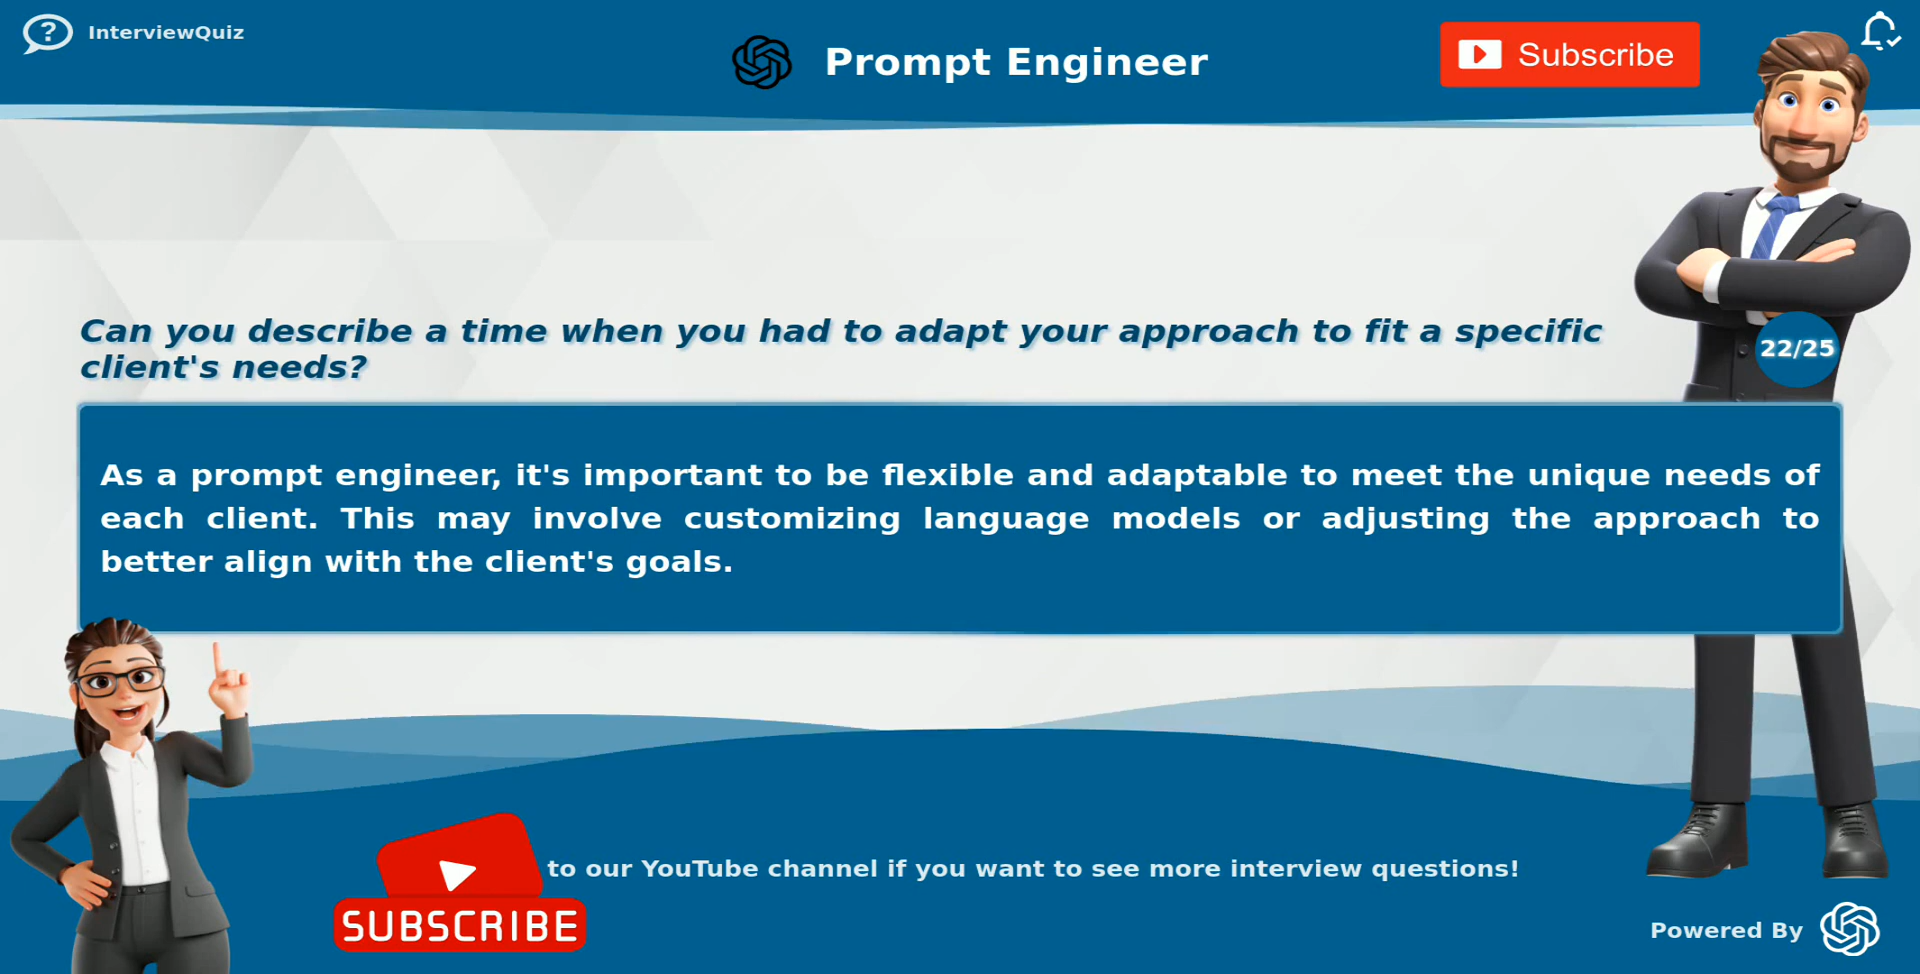 InterviewQuiz
Prompt Engineer
Subscribe
Can you describe a time when you had to adapt your approach to fit a specific
client's needs?
22/25
As a prompt engineer, it's important to be flexible and adaptable to meet the unique needs of
each client. This may involve customizing language models or adjusting the approach to
better align with the client's goals.
to our YouTube channel if you want to see more interview questions!
SUBSCRIBE
Powered By